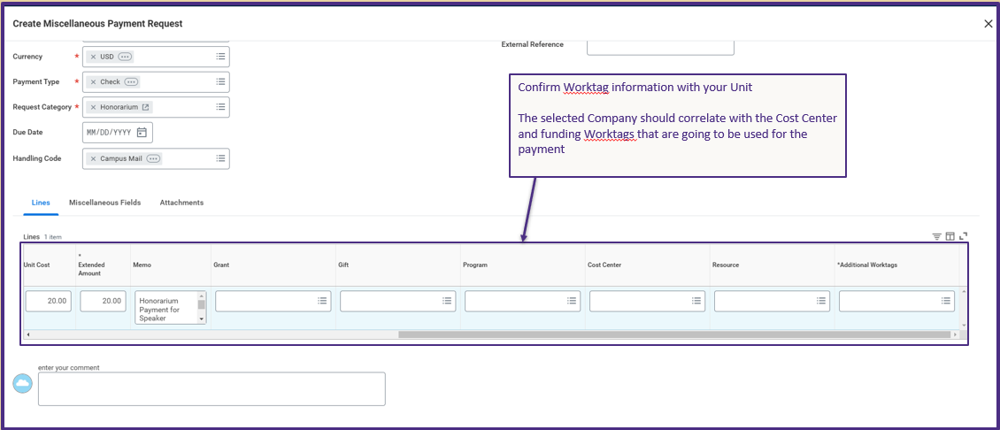 Create Miscellaneous Payment Request
External Reference
Currency * USD
Payment Type * Check
Request Category * Honorarium
Due Date MM/DD/YYYY
Handling Code Campus Mail
Confirm Worktag information with your Unit
The selected Company should correlate with the Cost Center
and funding Worktags that are going to be used for the
payment
Lines Miscellaneous Fields Attachments
Lines 1 item
Unit Cost *Extended Amount Memo Grant Gift Program Cost Center Resource *Additional Worktags
20.00 20.00 Honorarium
Payment for
Speaker
enter your comment